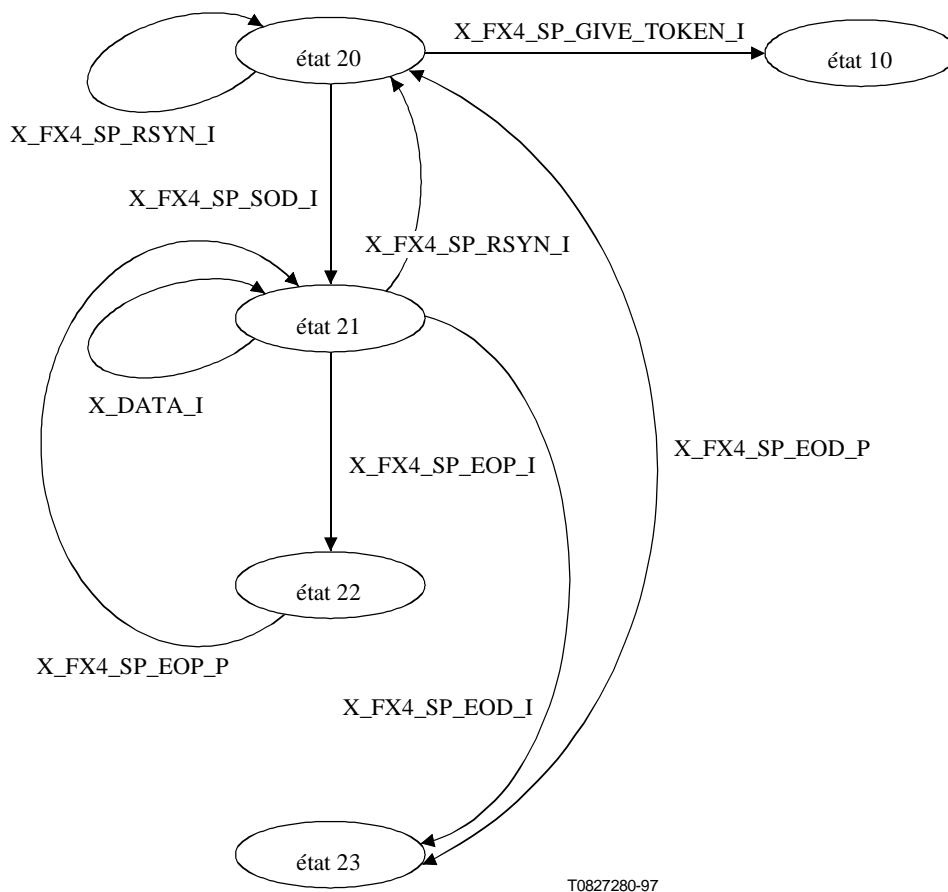 X_FX4_SP_GIVE_TOKEN_I
état 20
état 10
X_FX4_SP_RSYN_I
X_FX4_SP_SOD_I
X_FX4_SP_RSYN_I
état 21
X_DATA_I
X_FX4_SP_EOD_P
X_FX4_SP_EOP_I
état 22
X_FX4_SP_EOP_P
X_FX4_SP_EOD_I
état 23
T0827280-97